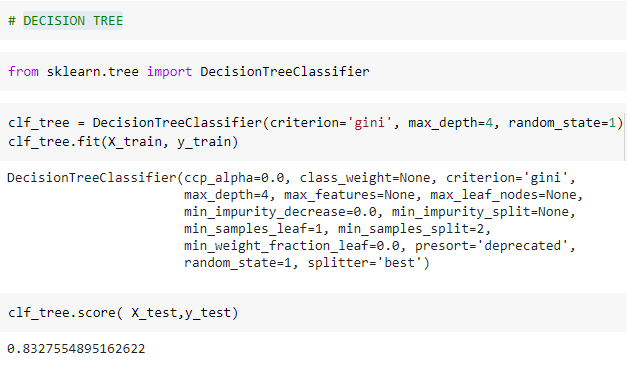 # DECISION TREE
from sklearn.tree import DecisionTreeClassifier
clf_tree = DecisionTreeClassifier(criterion='gini', max_depth=4, random_state=1)
clf_tree.fit(X_train, y_train)
DecisionTreeClassifier(ccp_alpha=0.0, class_weight=None, criterion='gini',
max_depth=4, max_features=None, max_leaf_nodes=None,
min_impurity_decrease=0.0, min_impurity_split=None,
min_samples_leaf=1, min_samples_split=2,
min_weight_fraction_leaf=0.0, presort='deprecated',
random_state=1, splitter='best')
clf_tree.score( X_test,y_test)
0.8327554895162622